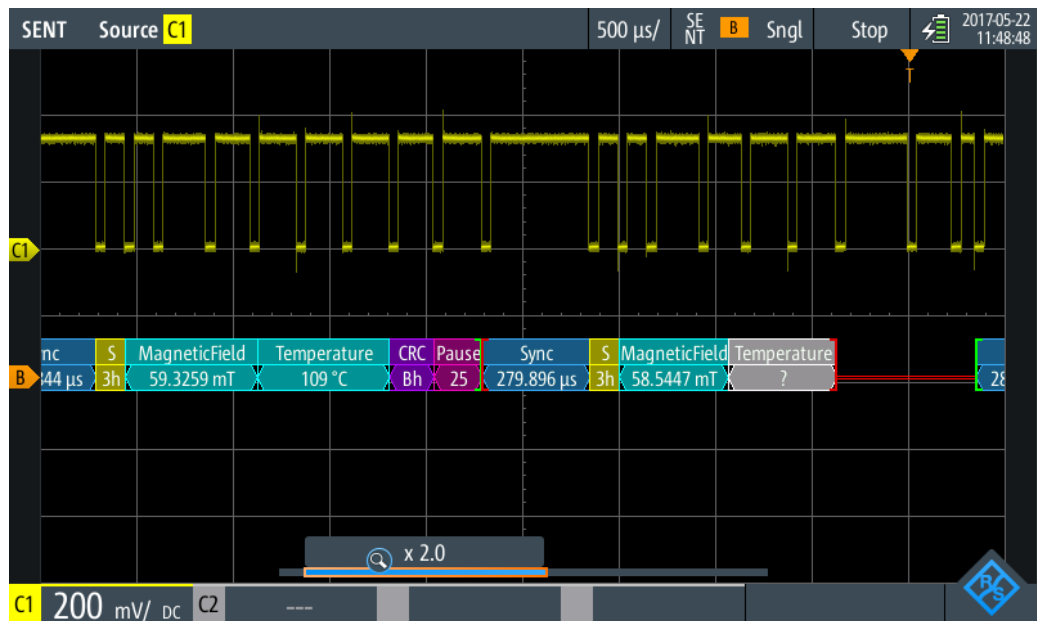 SENT Source C1 500 µs/ SE NT B Sngl Stop 2017-05-22 11:48:48
T
C1
nc S MagneticField Temperature CRC Pause Sync S MagneticField Temperature
B 344 µs 3h 59.3259 mT 109 °C Bh 25 279.896 µs 3h 58.5447 mT ? 28
x 2.0
C1 200 mV/ DC C2 ---
R&S